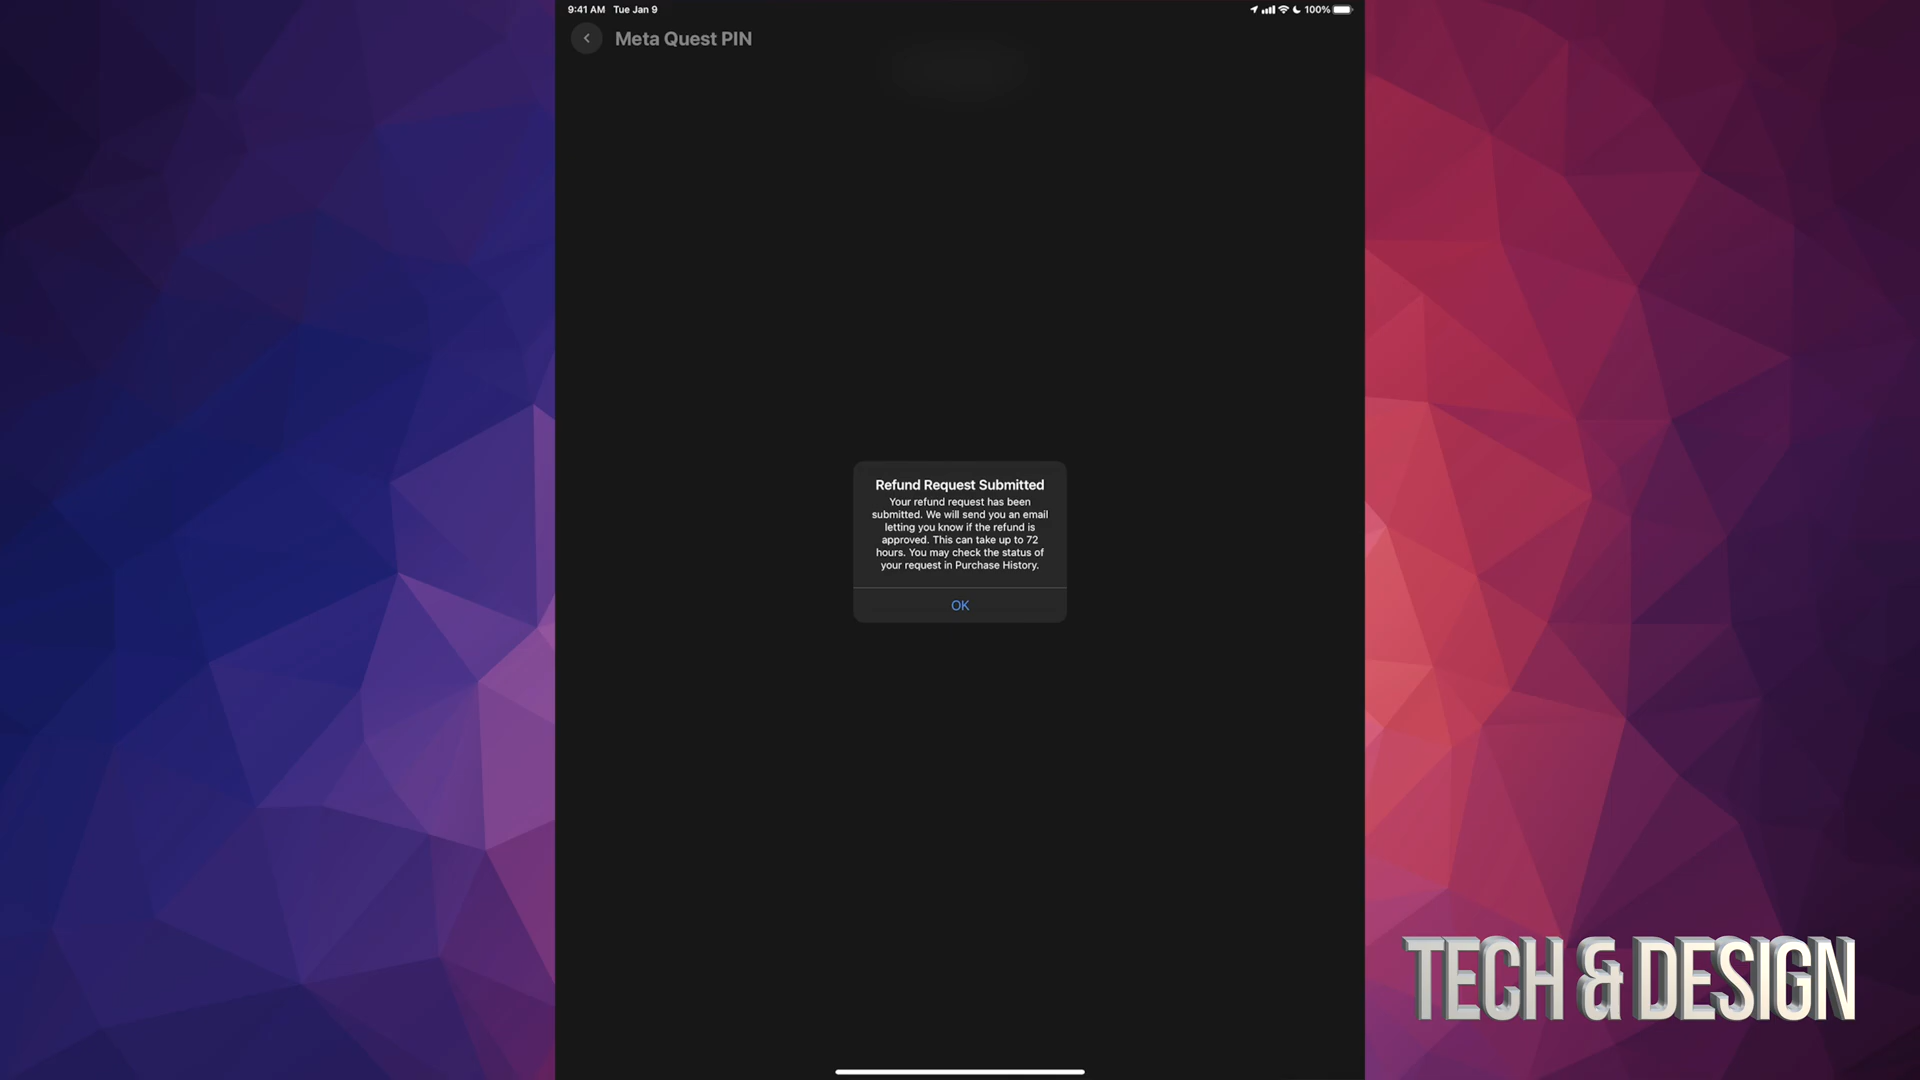 9:41 AM Tue Jan 9
100%
Meta Quest PIN
Refund Request Submitted
Your refund request has been
submitted. We will send you an email
letting you know if the refund is
approved. This can take up to 72
hours. You may check the status of
your request in Purchase History.
OK
TECH & DESIGN